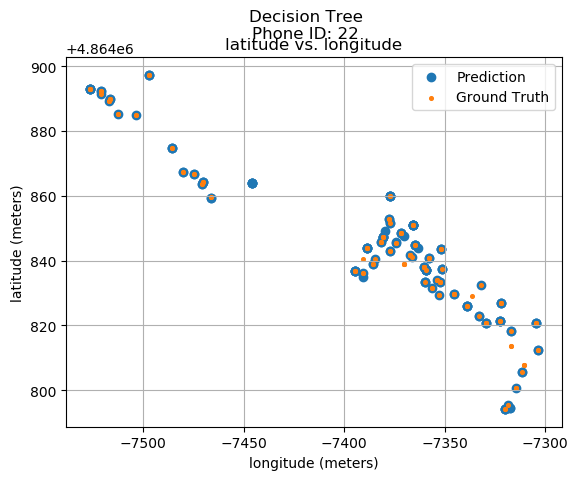 Decision Tree
Phone ID: 22
latitude vs. longitude
+4.864e6
900
880
860
840
820
800
latitude (meters)
Prediction
Ground Truth
−7500
−7450
−7400
−7350
−7300
longitude (meters)